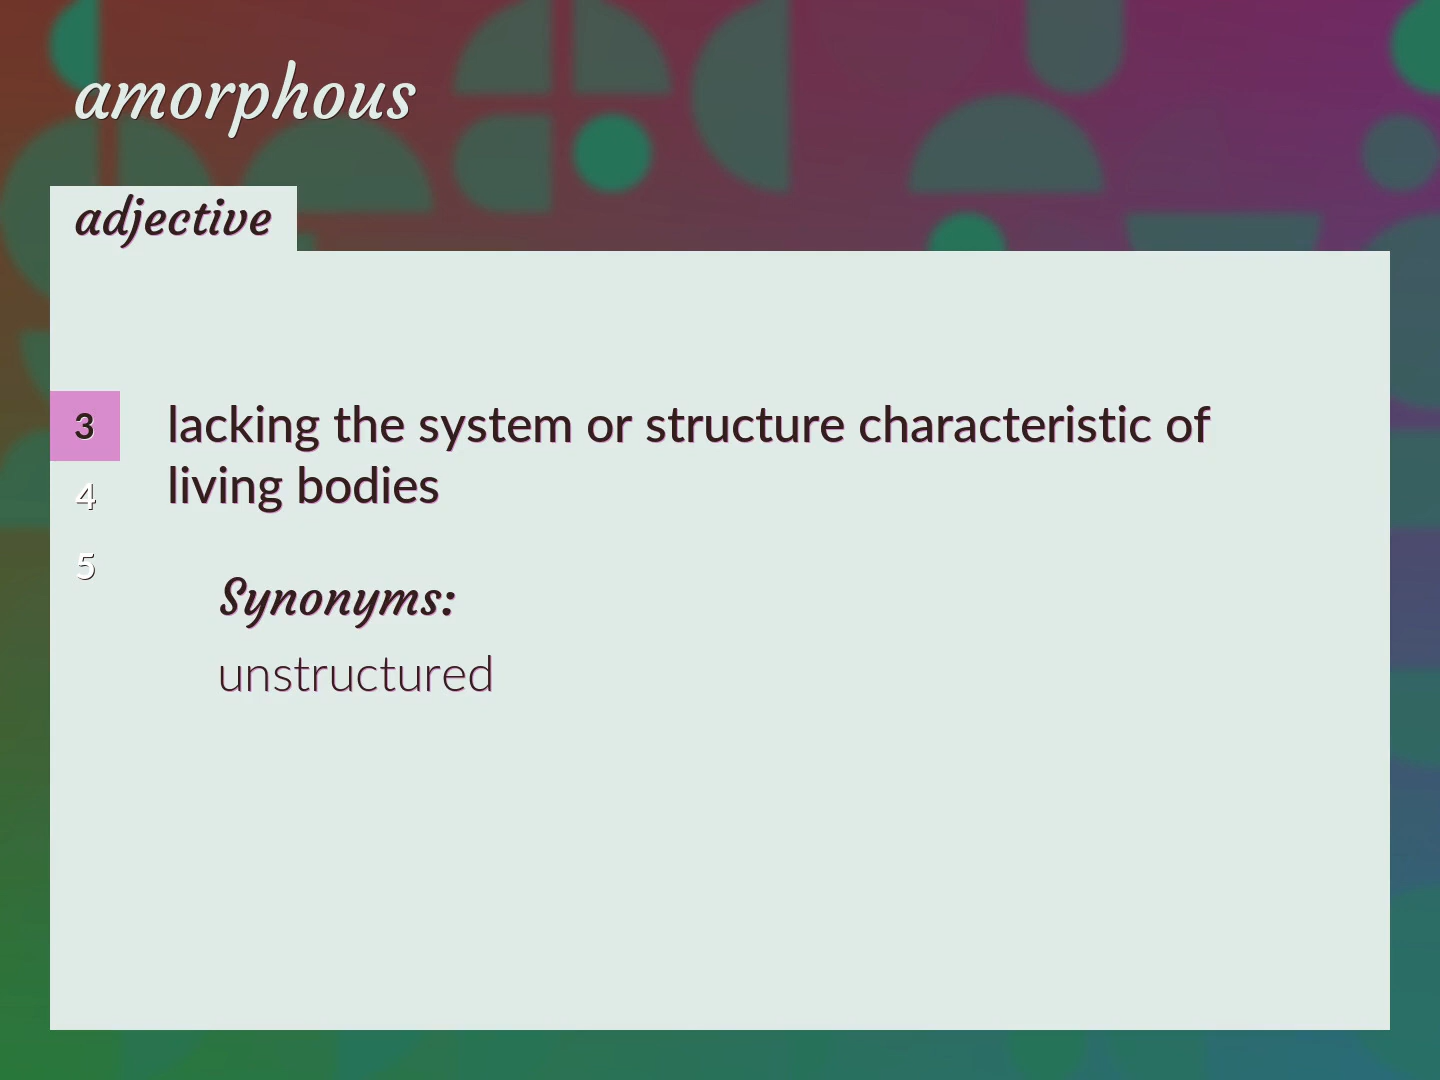 amorphous
adjective
3
lacking the system or structure characteristic of
living bodies
4
5
Synonyms:
unstructured